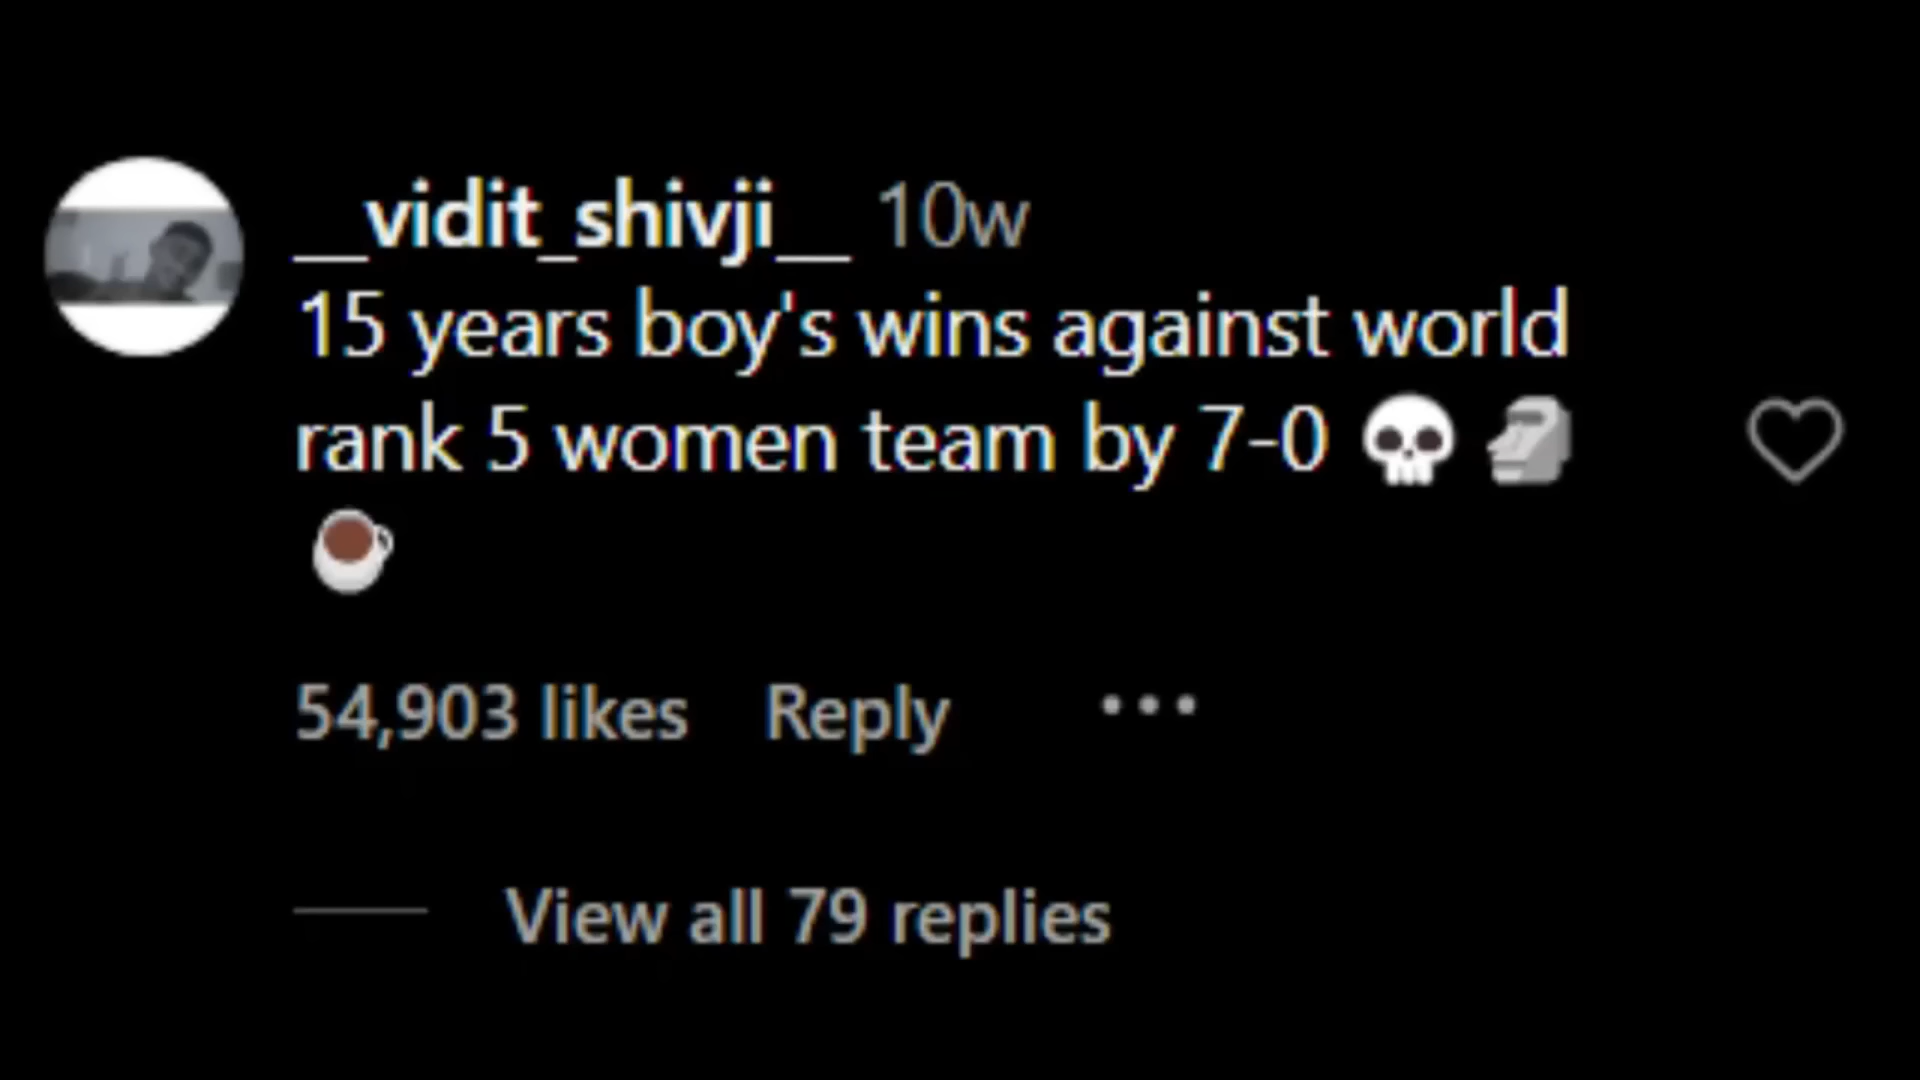 __vidit_shivji__ 10w
15 years boy's wins against world
rank 5 women team by 7-0 💀 🗿
☕
54,903 likes Reply •••
View all 79 replies